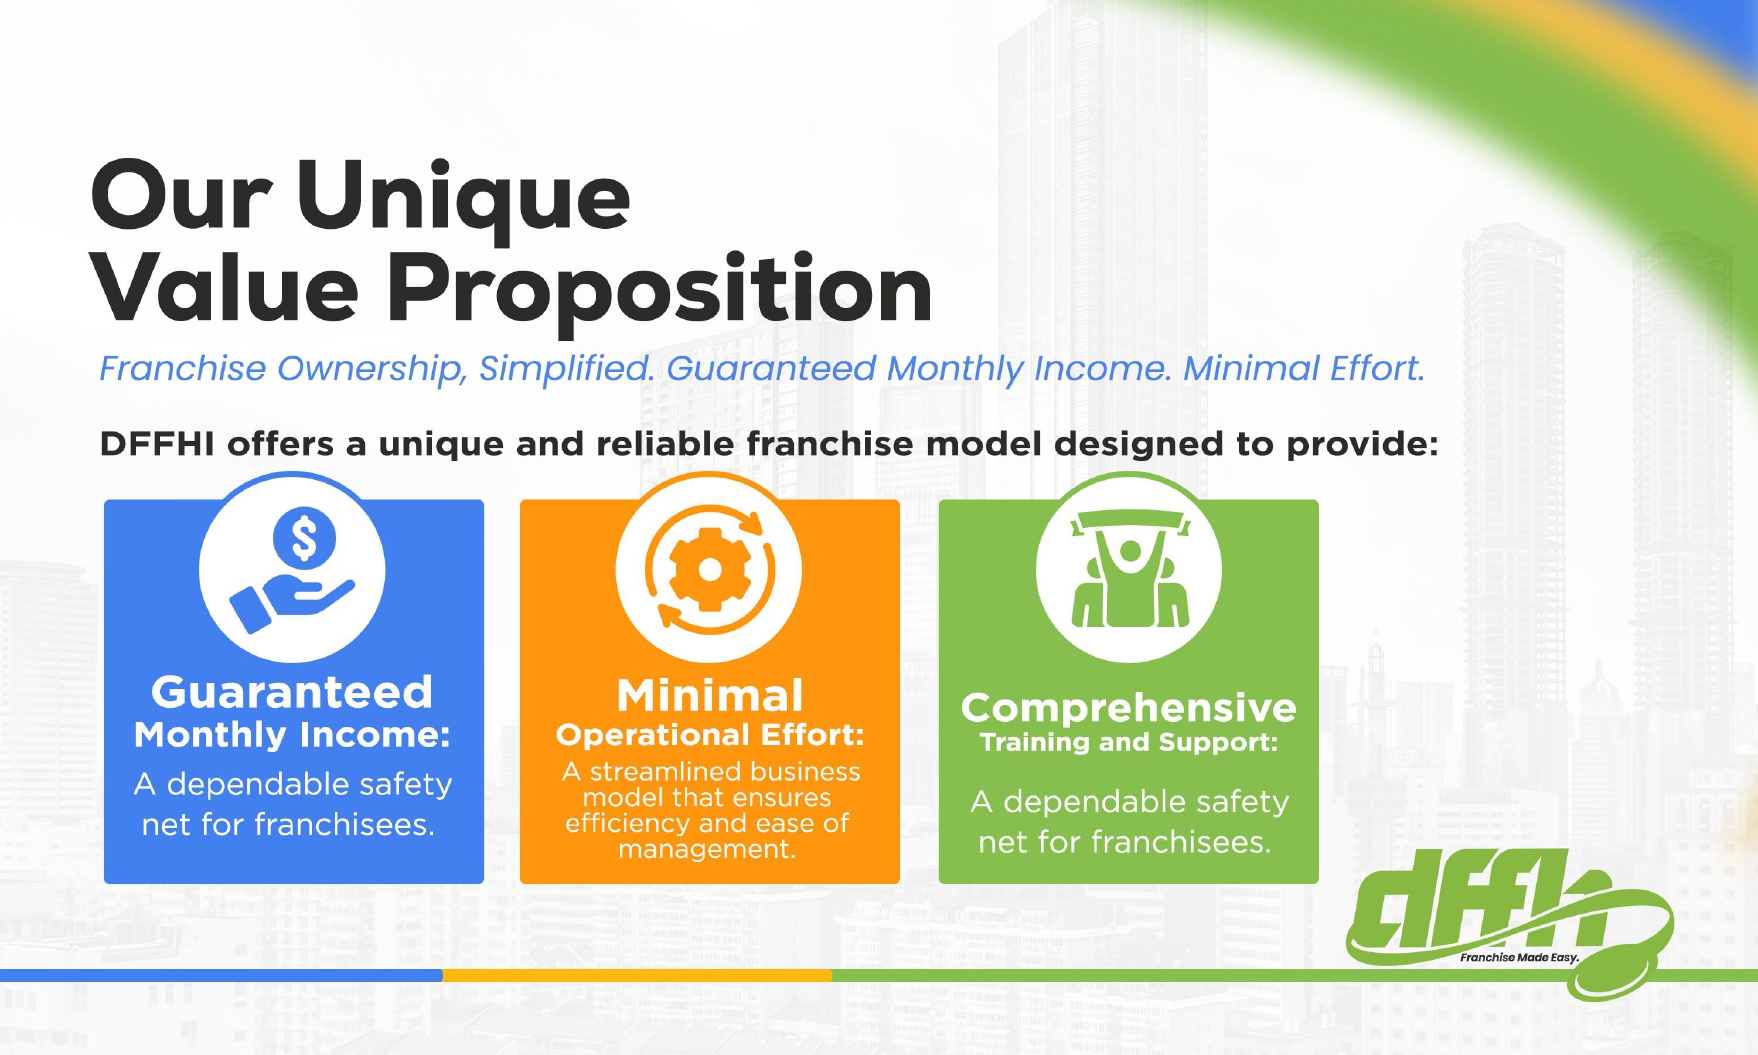 Our Unique
Value Proposition
Franchise Ownership, Simplified. Guaranteed Monthly Income. Minimal Effort.
DFFHI offers a unique and reliable franchise model designed to provide:
$
Guaranteed
Monthly Income:
A dependable safety
net for franchisees.
Minimal
Operational Effort:
A streamlined business
model that ensures
efficiency and ease of
management.
Comprehensive
Training and Support:
A dependable safety
net for franchisees.
dffh
Franchise Made Easy.